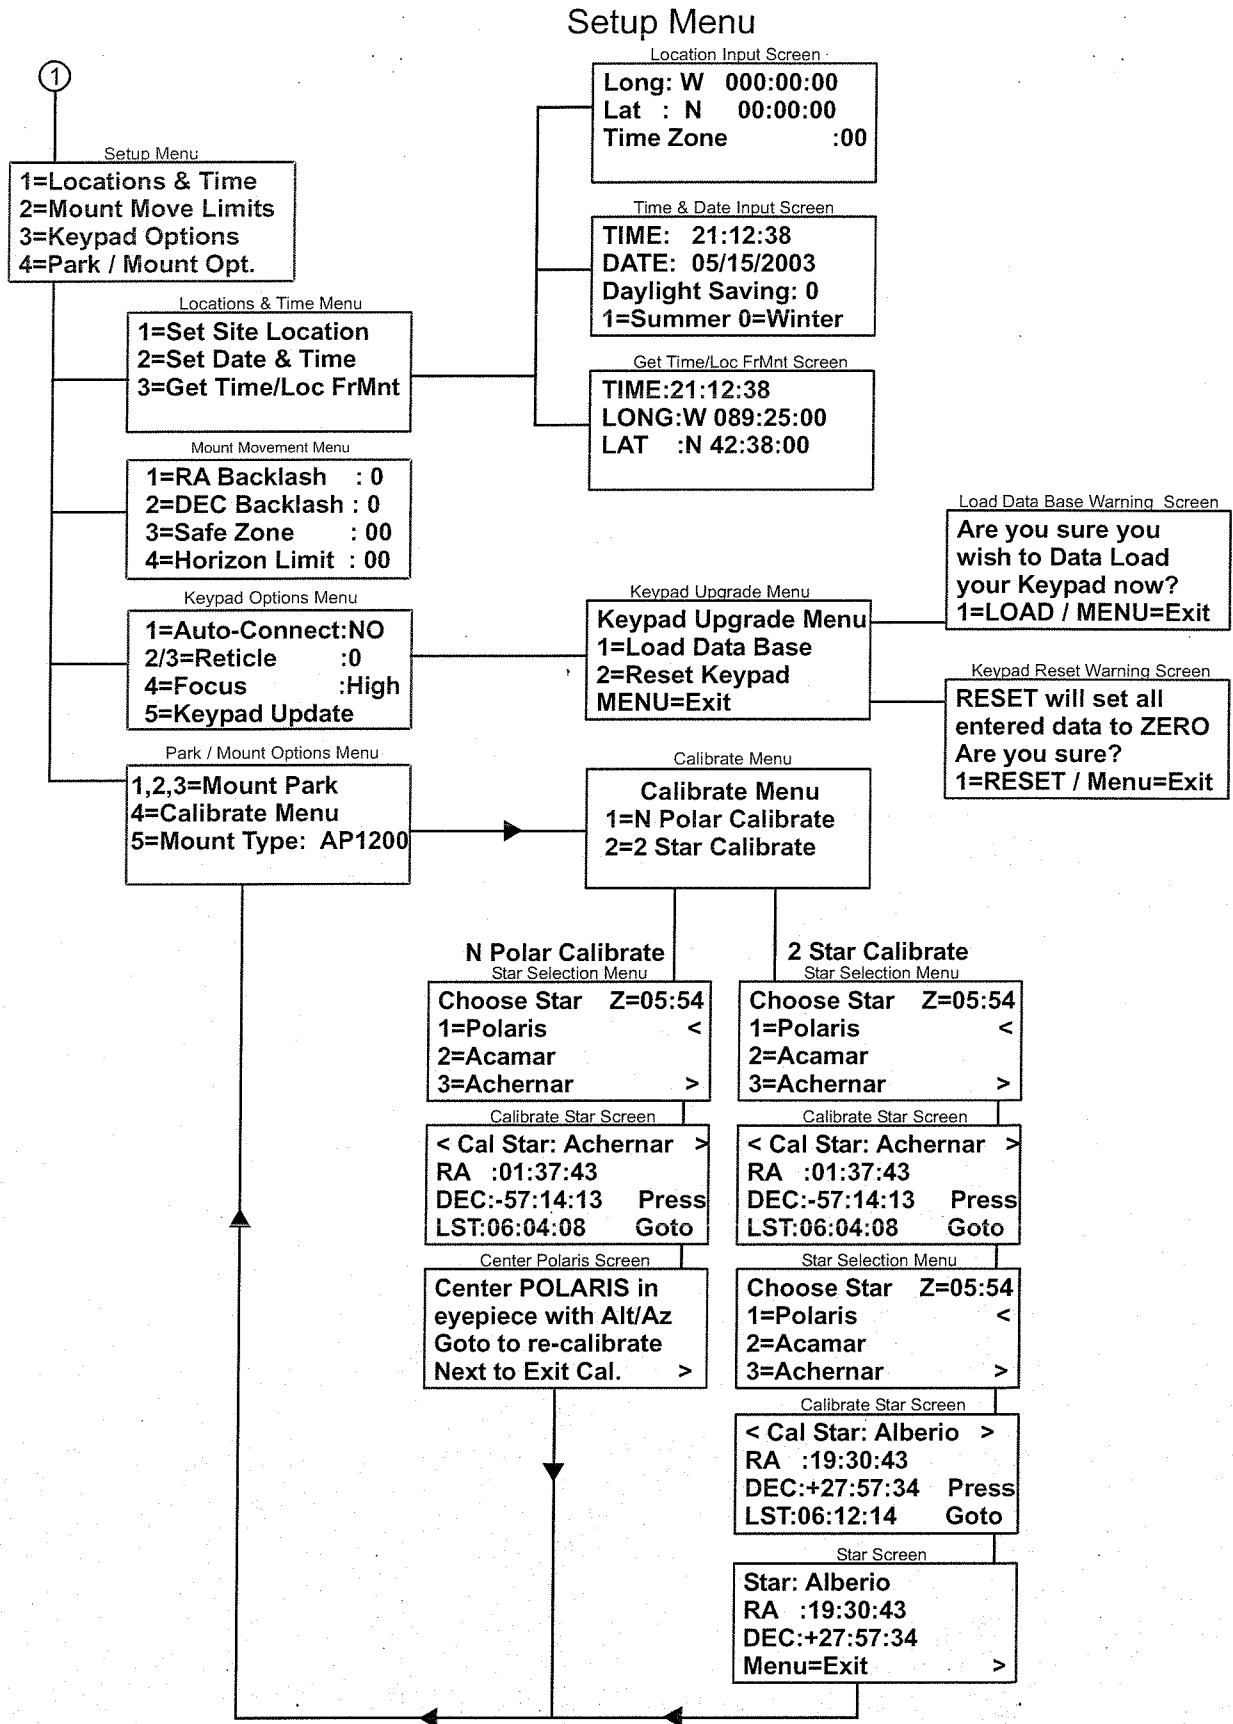 Setup Menu
1
Setup Menu
1=Locations & Time
2=Mount Move Limits
3=Keypad Options
4=Park / Mount Opt.
Locations & Time Menu
1=Set Site Location
2=Set Date & Time
3=Get Time/Loc FrMnt
Location Input Screen
Long: W 000:00:00
Lat : N 00:00:00
Time Zone :00
Time & Date Input Screen
TIME: 21:12:38
DATE: 05/15/2003
Daylight Saving: 0
1=Summer 0=Winter
Get Time/Loc FrMnt Screen
TIME:21:12:38
LONG:W 089:25:00
LAT :N 42:38:00
Mount Movement Menu
1=RA Backlash : 0
2=DEC Backlash : 0
3=Safe Zone : 00
4=Horizon Limit : 00
Keypad Options Menu
1=Auto-Connect:NO
2/3=Reticle :0
4=Focus :High
5=Keypad Update
Keypad Upgrade Menu
Keypad Upgrade Menu
1=Load Data Base
2=Reset Keypad
MENU=Exit
Load Data Base Warning Screen
Are you sure you
wish to Data Load
your Keypad now?
1=LOAD / MENU=Exit
Keypad Reset Warning Screen
RESET will set all
entered data to ZERO
Are you sure?
1=RESET / Menu=Exit
Park / Mount Options Menu
1,2,3=Mount Park
4=Calibrate Menu
5=Mount Type: AP1200
Calibrate Menu
Calibrate Menu
1=N Polar Calibrate
2=2 Star Calibrate
N Polar Calibrate
Star Selection Menu
Choose Star Z=05:54
1=Polaris <
2=Acamar
3=Achernar >
Calibrate Star Screen
< Cal Star: Achernar >
RA :01:37:43
DEC:-57:14:13 Press
LST:06:04:08 Goto
Center Polaris Screen
Center POLARIS in
eyepiece with Alt/Az
Goto to re-calibrate
Next to Exit Cal. >
2 Star Calibrate
Star Selection Menu
Choose Star Z=05:54
1=Polaris <
2=Acamar
3=Achernar >
Calibrate Star Screen
< Cal Star: Achernar >
RA :01:37:43
DEC:-57:14:13 Press
LST:06:04:08 Goto
Star Selection Menu
Choose Star Z=05:54
1=Polaris <
2=Acamar
3=Achernar >
Calibrate Star Screen
< Cal Star: Alberio >
RA :19:30:43
DEC:+27:57:34 Press
LST:06:12:14 Goto
Star Screen
Star: Alberio
RA :19:30:43
DEC:+27:57:34
Menu=Exit >